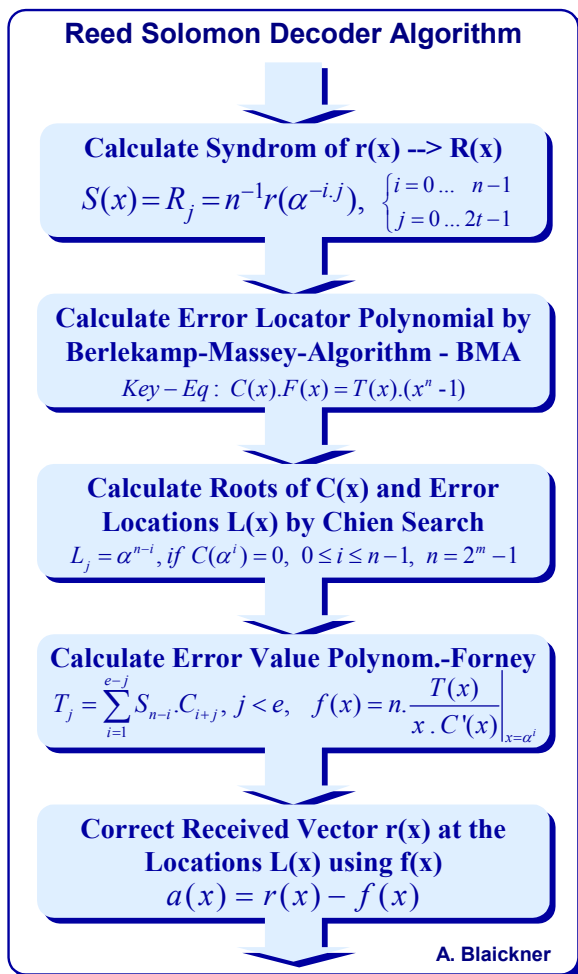 Reed Solomon Decoder Algorithm
Calculate Syndrom of r(x) --> R(x)
S(x) = R_j = n^{-1} r(α^{-i.j}), { i = 0 ... n−1
j = 0 ... 2t−1
Calculate Error Locator Polynomial by
Berlekamp-Massey-Algorithm - BMA
Key − Eq : C(x).F(x) = T(x).(x^n -1)
Calculate Roots of C(x) and Error
Locations L(x) by Chien Search
L_j = α^{n−i}, if C(α^i) = 0, 0 ≤ i ≤ n−1, n = 2^m −1
Calculate Error Value Polynom.-Forney
T_j = ∑_{i=1}^{e−j} S_{n−i}.C_{i+j}, j < e, f(x) = n. T(x) / x . C'(x) |_{x=α^i}
Correct Received Vector r(x) at the
Locations L(x) using f(x)
a(x) = r(x) − f(x)
A. Blaickner